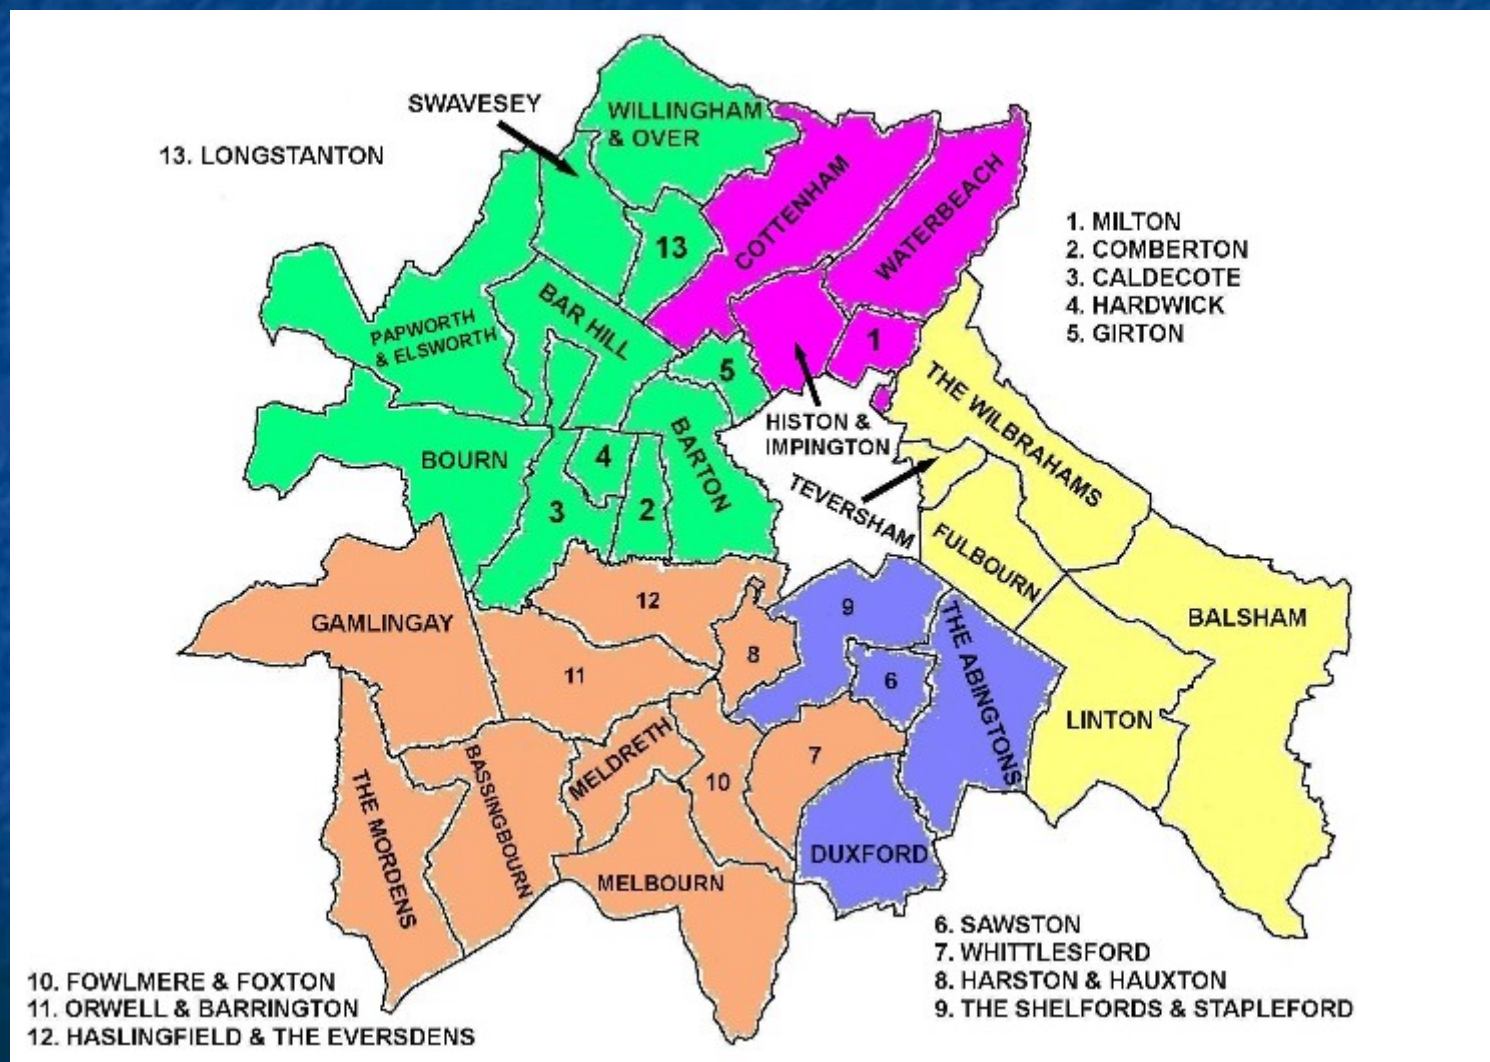 SWAVESEY
WILLINGHAM
& OVER
13. LONGSTANTON
COTTENHAM
WATERBEACH
13
1. MILTON
2. COMBERTON
3. CALDECOTE
4. HARDWICK
5. GIRTON
BAR HILL
PAPWORTH
& ELSWORTH
1
5
THE WILBRAHAMS
HISTON &
IMPINGTON
BARTON
BOURN
4
TEVERSHAM
3
2
FULBOURN
12
9
GAMLINGAY
THE ABINGTONS
BALSHAM
8
11
6
LINTON
MELDRETH
7
10
BASSINGBOURN
THE MORDENS
DUXFORD
MELBOURN
6. SAWSTON
7. WHITTLESFORD
8. HARSTON & HAUXTON
9. THE SHELFORDS & STAPLEFORD
10. FOWLMERE & FOXTON
11. ORWELL & BARRINGTON
12. HASLINGFIELD & THE EVERSDENS